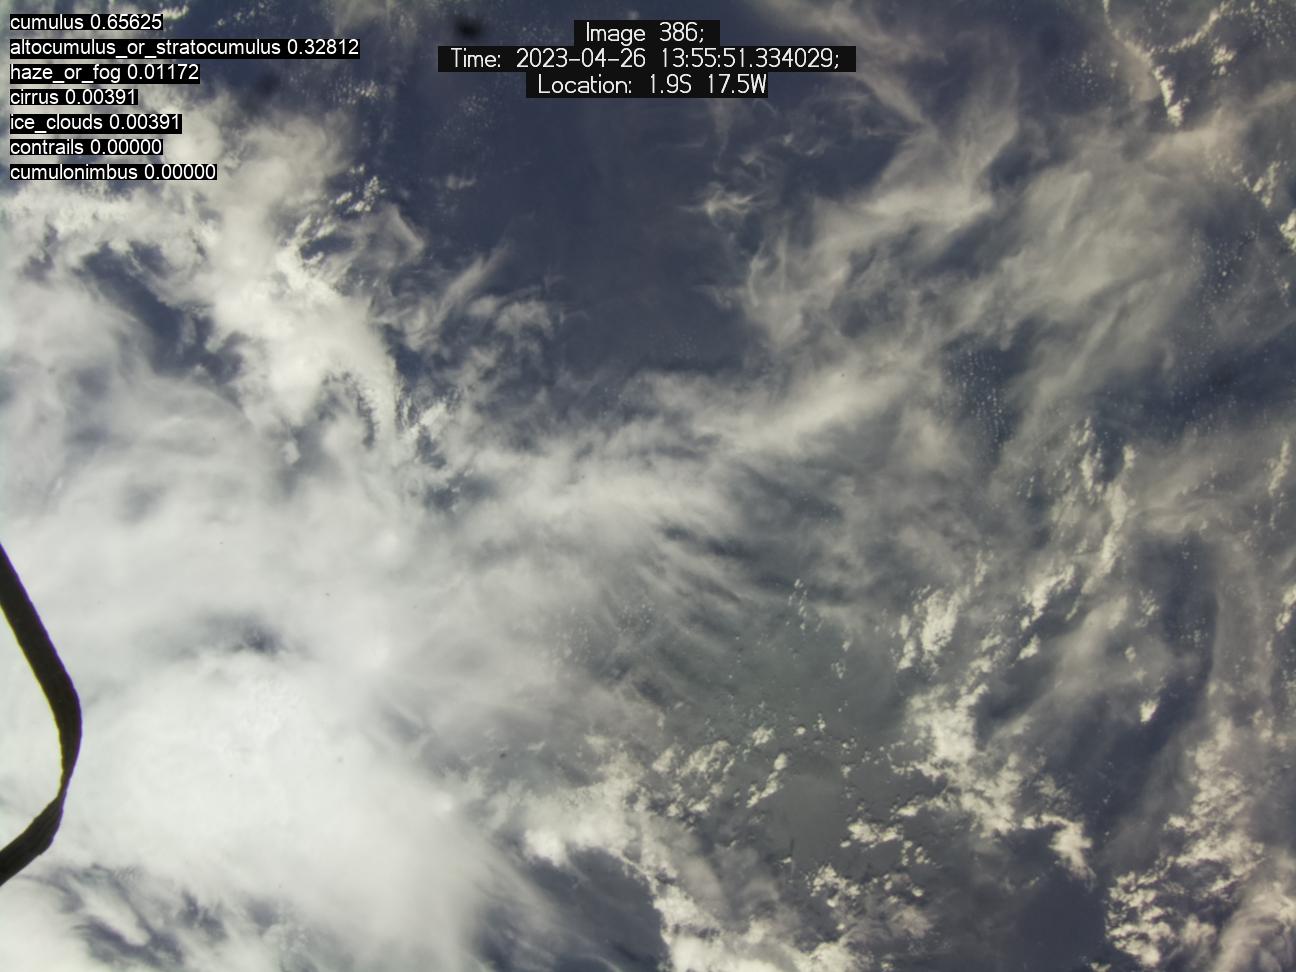 cumulus 0.65625
altocumulus_or_stratocumulus 0.32812
haze_or_fog 0.01172
cirrus 0.00391
ice_clouds 0.00391
contrails 0.00000
cumulonimbus 0.00000
Image 386;
Time: 2023-04-26 13:55:51.334029;
Location: 1.9S 17.5W